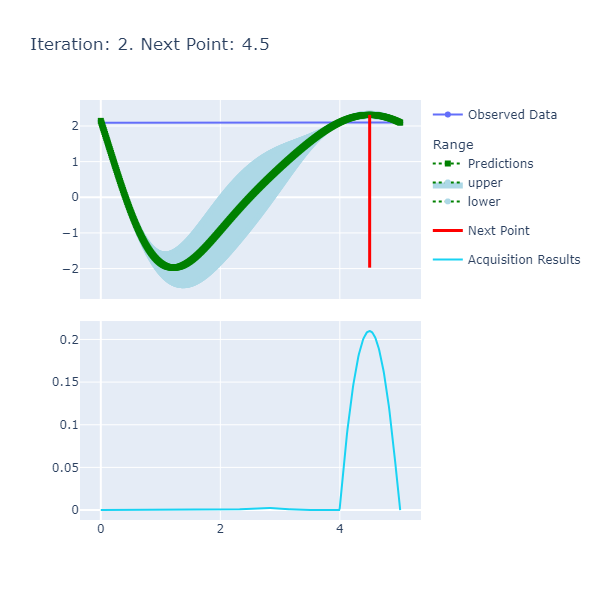 Iteration: 2. Next Point: 4.5
2
1
0
−1
−2
Observed Data
Range
Predictions
upper
lower
Next Point
Acquisition Results
0.2
0.15
0.1
0.05
0
0
2
4